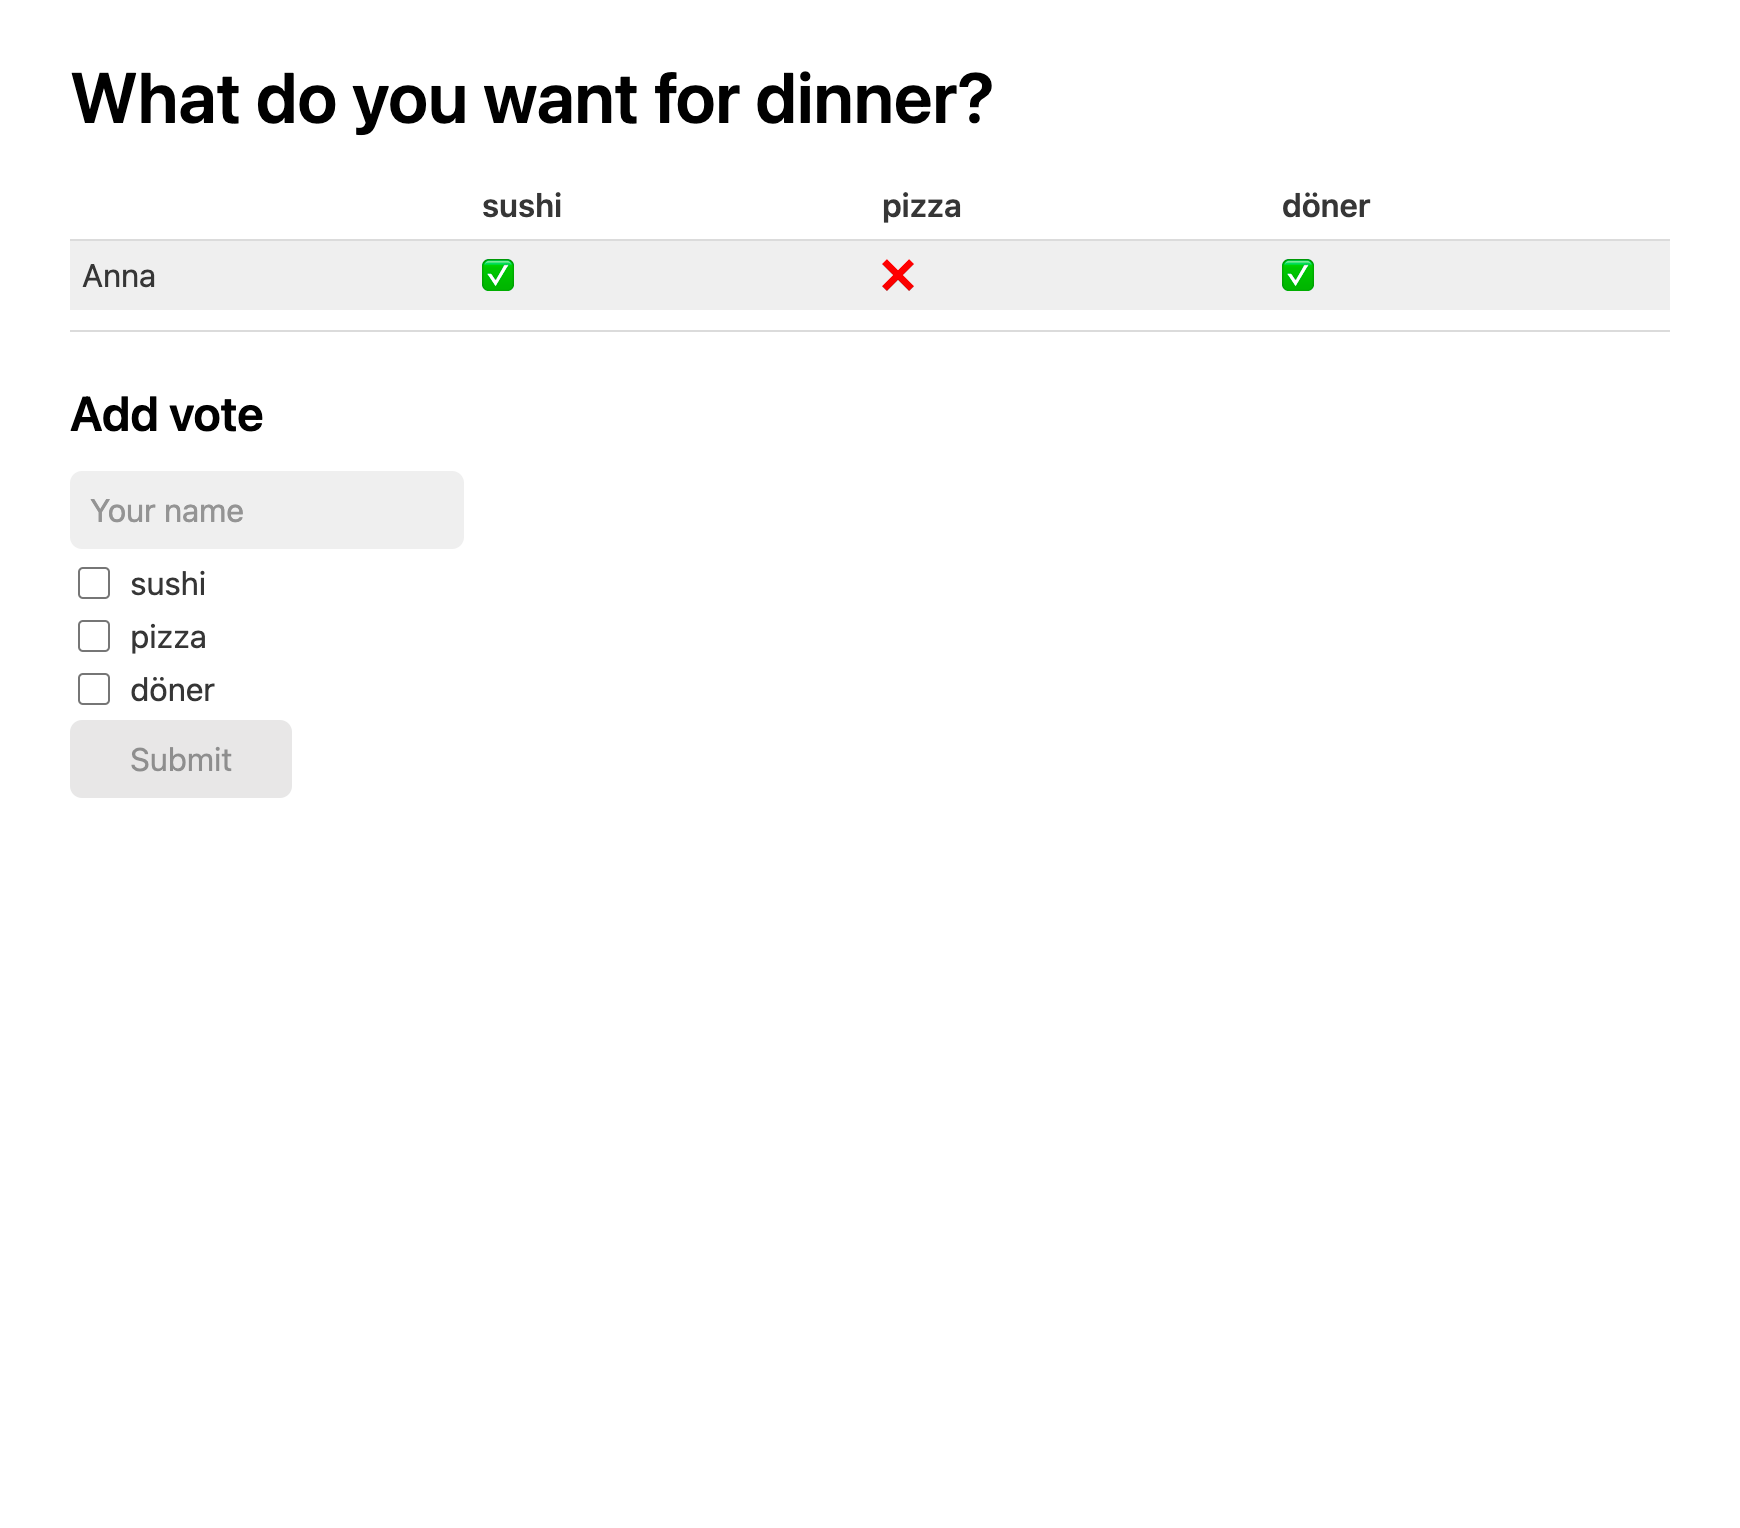 What do you want for dinner?
sushi pizza döner
Anna ✅ ❌ ✅
Add vote
Your name
sushi
pizza
döner
Submit